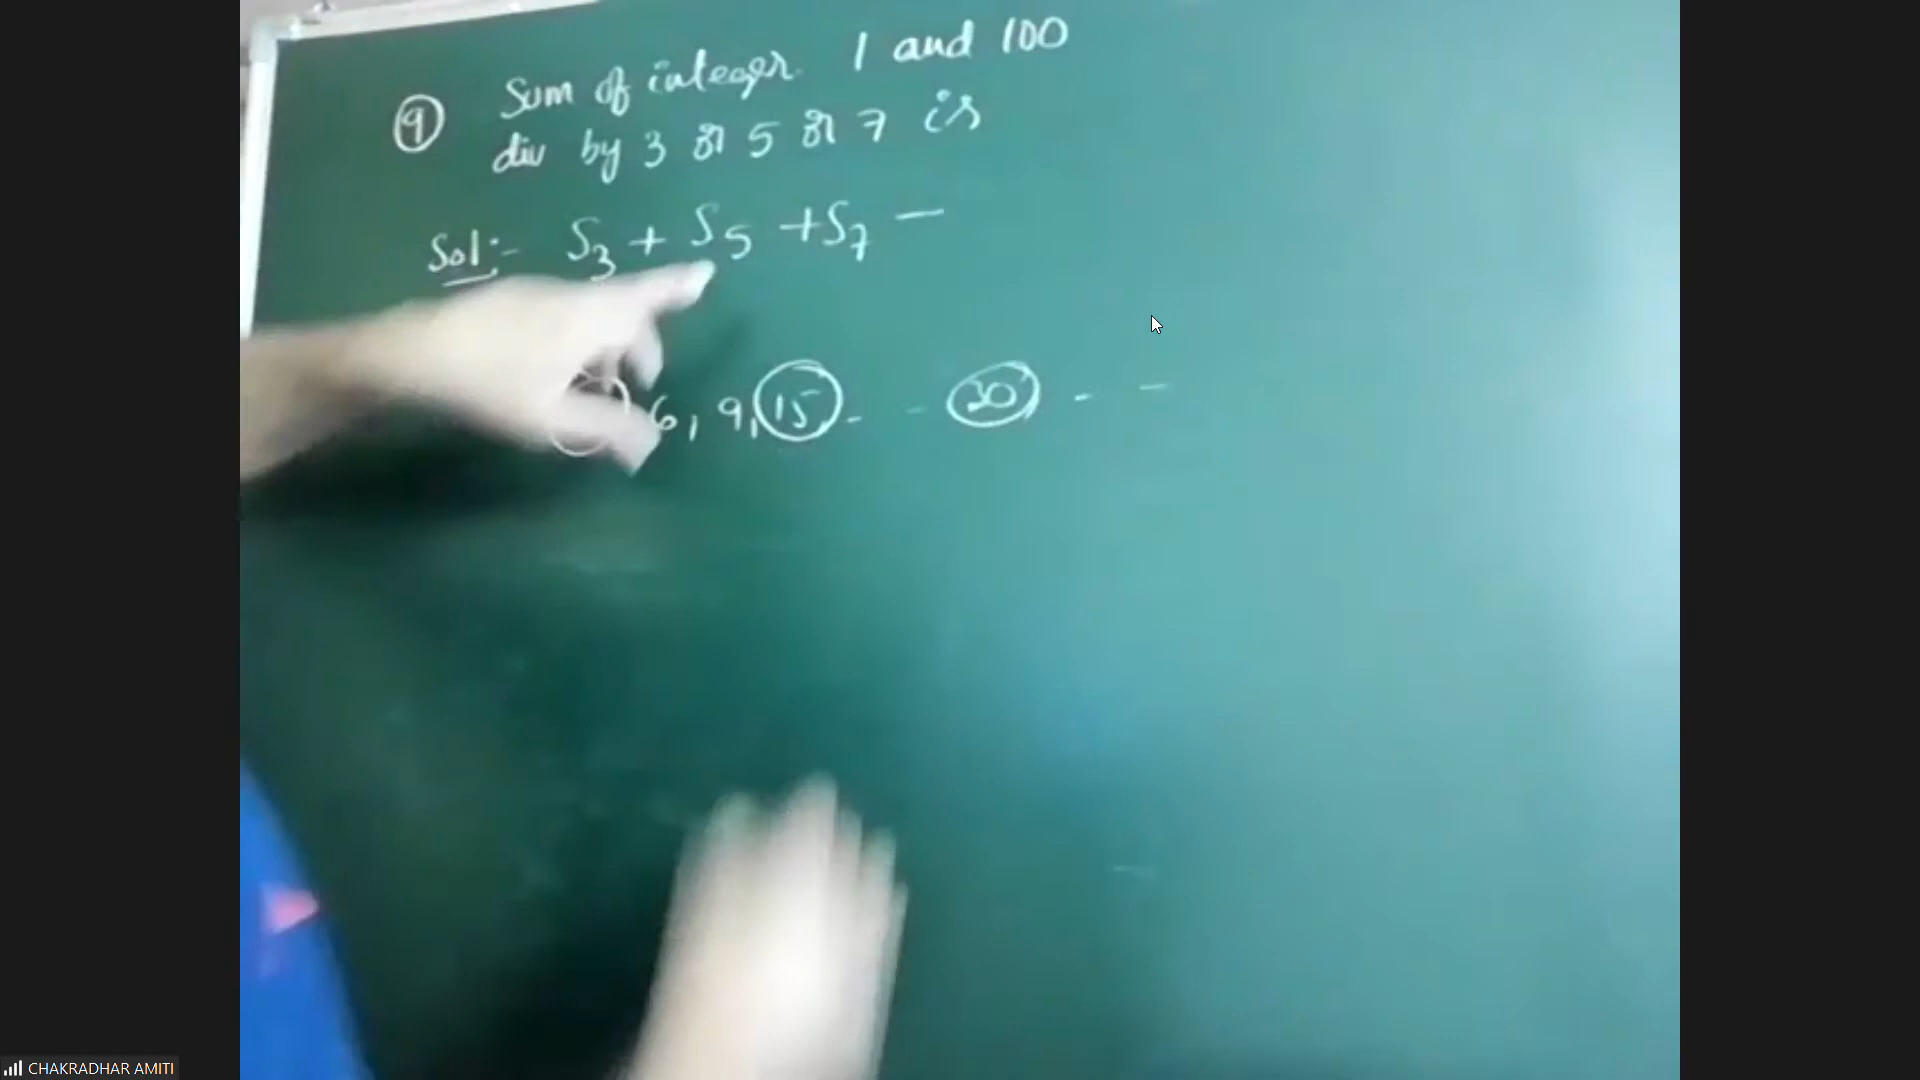 9 Sum of integer 1 and 100
div by 3 or 5 or 7 is
Sol:- S3 + S5 + S7 -
6, 9, 15 - - 30 - -
CHAKRADHAR AMITI